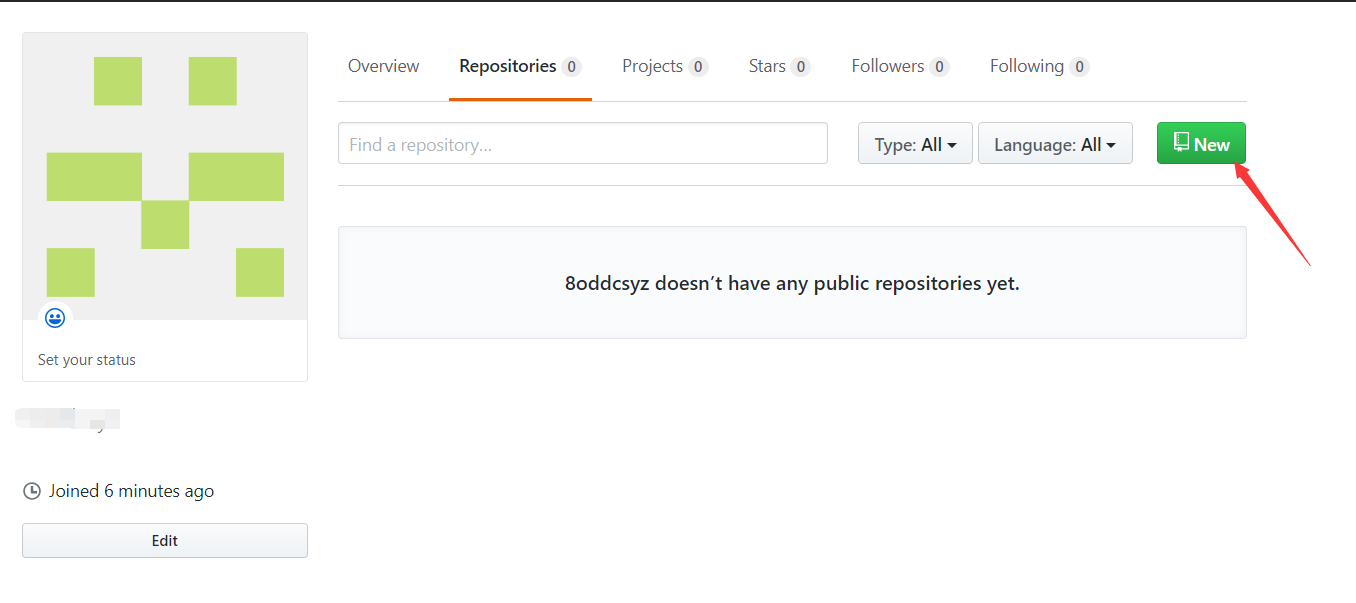 Overview Repositories 0 Projects 0 Stars 0 Followers 0 Following 0
Find a repository... Type: All Language: All New
8oddcsyz doesn’t have any public repositories yet.
Set your status
Joined 6 minutes ago
Edit